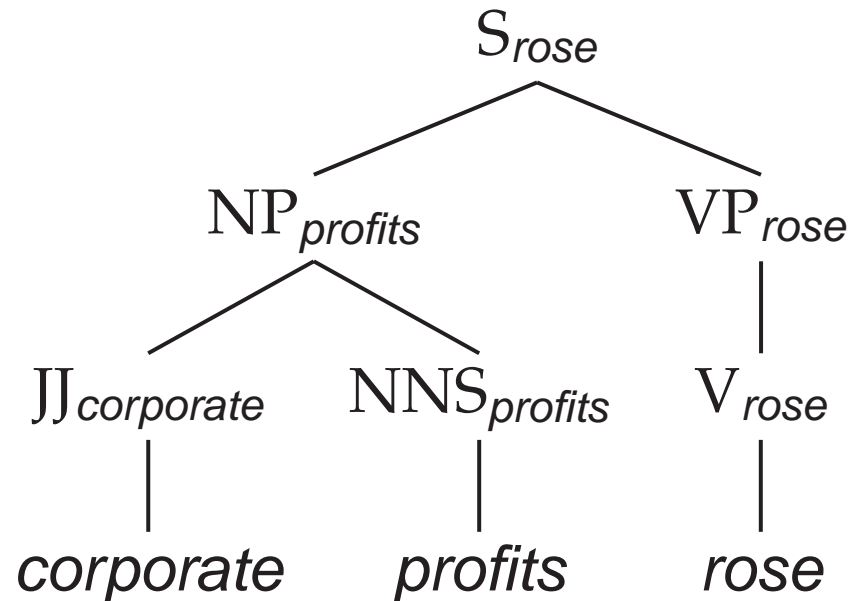 S rose
NP profits VP rose
JJ corporate NNS profits V rose
corporate profits rose